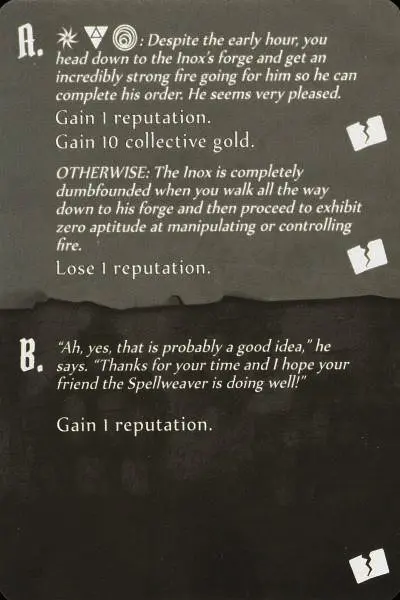 A. : Despite the early hour, you
head down to the Inox's forge and get an
incredibly strong fire going for him so he can
complete his order. He seems very pleased.
Gain 1 reputation.
Gain 10 collective gold.
OTHERWISE: The Inox is completely
dumbfounded when you walk all the way
down to his forge and then proceed to exhibit
zero aptitude at manipulating or controlling
fire.
Lose 1 reputation.
B. “Ah, yes, that is probably a good idea,” he
says. “Thanks for your time and I hope your
friend the Spellweaver is doing well!”
Gain 1 reputation.